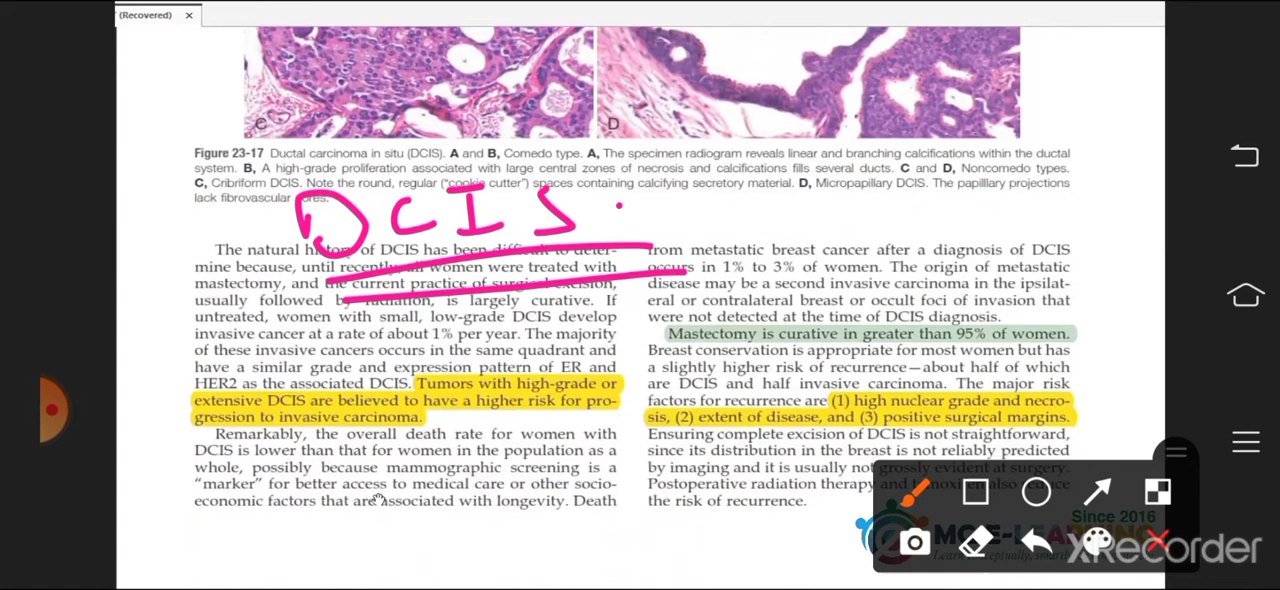 (Recovered) ×
C
D
Figure 23-17 Ductal carcinoma in situ (DCIS). A and B, Comedo type. A, The specimen radiogram reveals linear and branching calcifications within the ductal
system. B, A high-grade proliferation associated with large central zones of necrosis and calcifications fills several ducts. C and D, Noncomedo types.
C, Cribriform DCIS. Note the round, regular (“cookie cutter”) spaces containing calcifying secretory material. D, Micropapillary DCIS. The papillary projections
lack fibrovascular cores.
DCIS
The natural history of DCIS has been difficult to deter-
mine because, until recently, all women were treated with
mastectomy, and the current practice of surgical excision,
usually followed by radiation, is largely curative. If
untreated, women with small, low-grade DCIS develop
invasive cancer at a rate of about 1% per year. The majority
of these invasive cancers occurs in the same quadrant and
have a similar grade and expression pattern of ER and
HER2 as the associated DCIS. Tumors with high-grade or
extensive DCIS are believed to have a higher risk for pro-
gression to invasive carcinoma.
Remarkably, the overall death rate for women with
DCIS is lower than that for women in the population as a
whole, possibly because mammographic screening is a
“marker” for better access to medical care or other socio-
economic factors that are associated with longevity. Death
from metastatic breast cancer after a diagnosis of DCIS
occurs in 1% to 3% of women. The origin of metastatic
disease may be a second invasive carcinoma in the ipsilat-
eral or contralateral breast or occult foci of invasion that
were not detected at the time of DCIS diagnosis.
Mastectomy is curative in greater than 95% of women.
Breast conservation is appropriate for most women but has
a slightly higher risk of recurrence—about half of which
are DCIS and half invasive carcinoma. The major risk
factors for recurrence are (1) high nuclear grade and necro-
sis, (2) extent of disease, and (3) positive surgical margins.
Ensuring complete excision of DCIS is not straightforward,
since its distribution in the breast is not reliably predicted
by imaging and it is usually not grossly evident at surgery.
Postoperative radiation therapy and tamoxifen also reduce
the risk of recurrence.
Since 2016
XRecorder